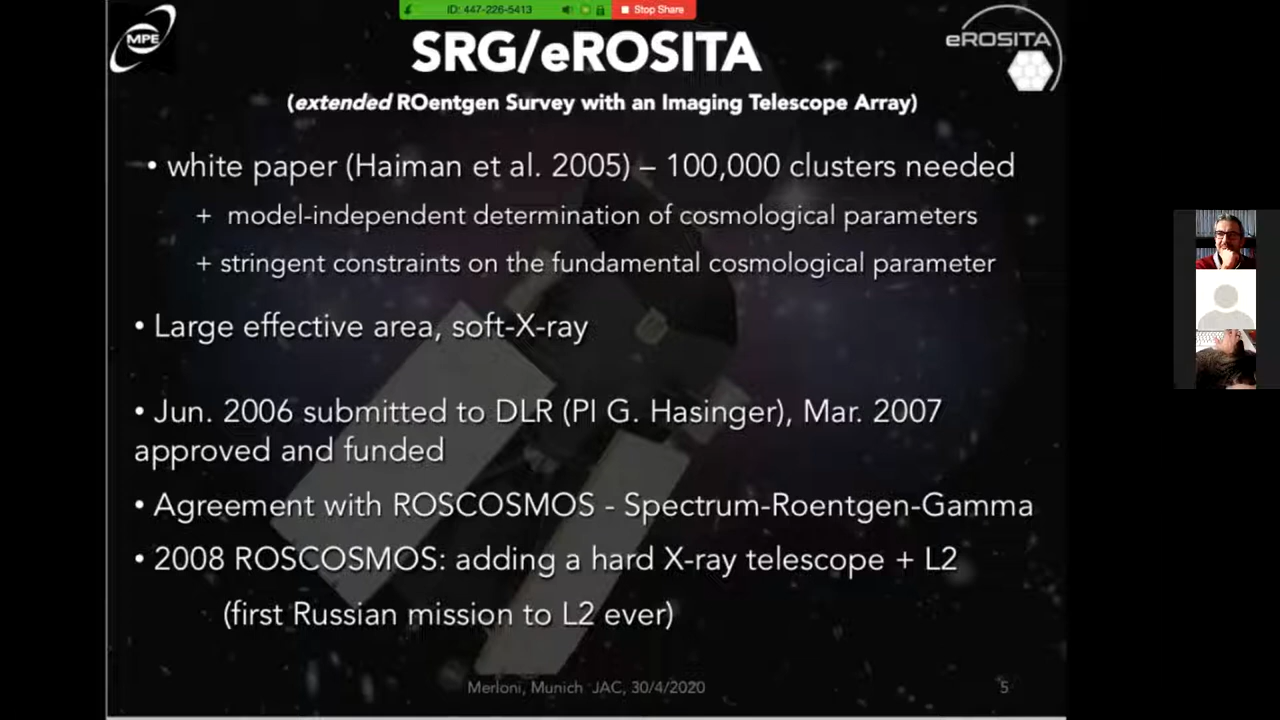 ID: 447-226-5413
Stop Share
MPE
eROSITA
SRG/eROSITA
(extended ROentgen Survey with an Imaging Telescope Array)
• white paper (Haiman et al. 2005) – 100,000 clusters needed
+ model-independent determination of cosmological parameters
+ stringent constraints on the fundamental cosmological parameter
• Large effective area, soft-X-ray
• Jun. 2006 submitted to DLR (PI G. Hasinger), Mar. 2007
approved and funded
• Agreement with ROSCOSMOS - Spectrum-Roentgen-Gamma
• 2008 ROSCOSMOS: adding a hard X-ray telescope + L2
(first Russian mission to L2 ever)
Merloni, Munich JAC, 30/4/2020
5